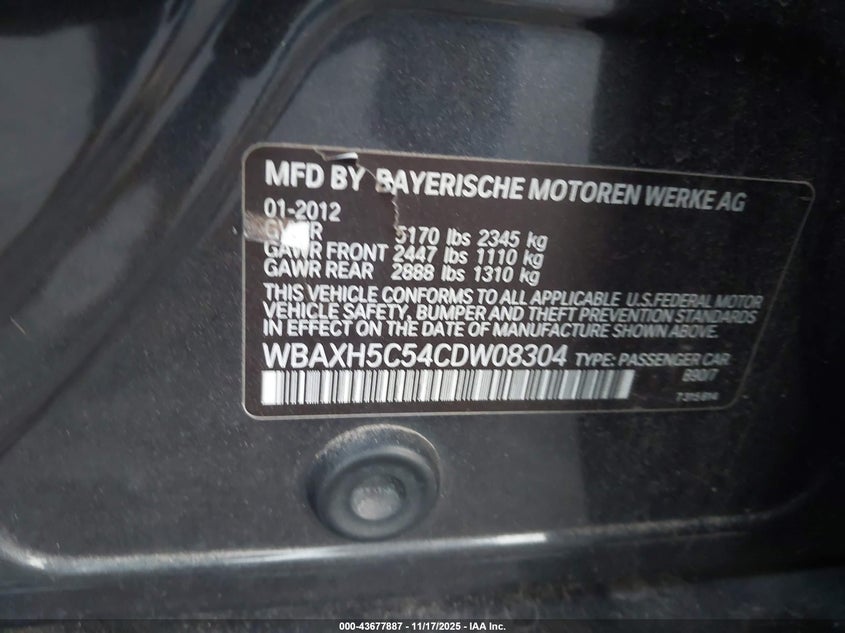 MFD BY BAYERISCHE MOTOREN WERKE AG
01-2012
GVWR 5170 lbs 2345 kg
GAWR FRONT 2447 lbs 1110 kg
GAWR REAR 2888 lbs 1310 kg
THIS VEHICLE CONFORMS TO ALL APPLICABLE U.S.FEDERAL MOTOR
VEHICLE SAFETY, BUMPER AND THEFT PREVENTION STANDARDS
IN EFFECT ON THE DATE OF MANUFACTURE SHOWN ABOVE.
WBAXH5C54CDW08304 TYPE: PASSENGER CAR
890/7
000-43677887 | 11/17/2025 | IAA Inc.